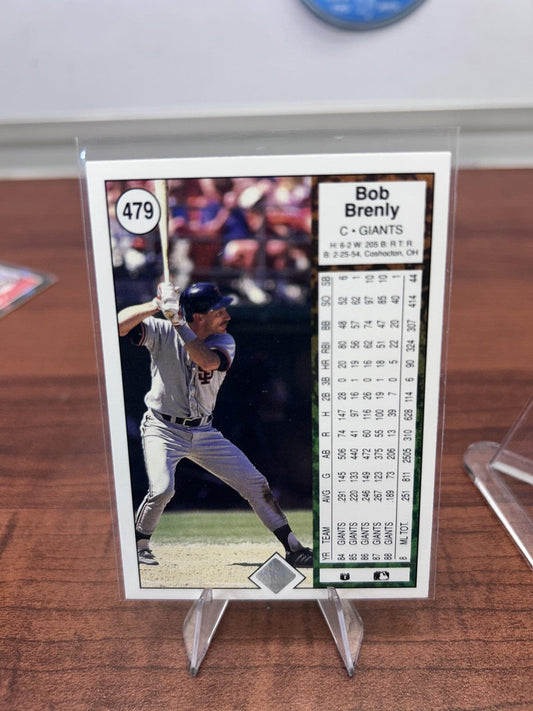 479
Bob
Brenly
C • GIANTS
H: 6-2 W: 205 B: R T: R
B: 2-25-54, Coshocton, OH
YR TEAM AVG G AB R H 2B 3B HR RBI BB SO SB
84 GIANTS 291 145 506 74 147 28 0 20 80 48 52 6
85 GIANTS 220 133 440 41 97 16 1 19 56 57 62 1
86 GIANTS 246 149 472 60 116 26 0 16 62 74 97 10
87 GIANTS 267 123 375 55 100 19 1 18 51 47 85 10
88 GIANTS 189 73 206 13 39 7 0 5 22 20 40 1
8 ML TOT. 251 811 2505 310 628 114 6 90 324 307 414 44
SF